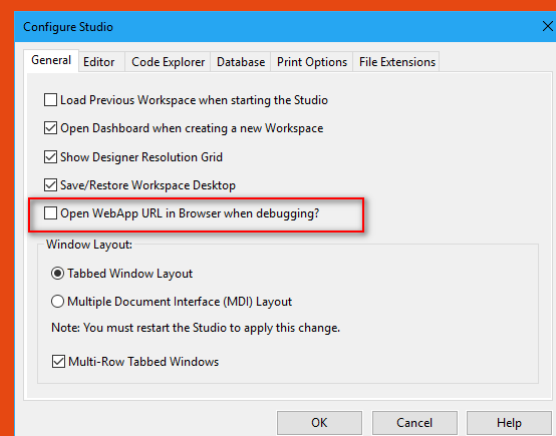 Configure Studio
General Editor Code Explorer Database Print Options File Extensions
Load Previous Workspace when starting the Studio
Open Dashboard when creating a new Workspace
Show Designer Resolution Grid
Save/Restore Workspace Desktop
Open WebApp URL in Browser when debugging?
Window Layout:
Tabbed Window Layout
Multiple Document Interface (MDI) Layout
Note: You must restart the Studio to apply this change.
Multi-Row Tabbed Windows
OK Cancel Help